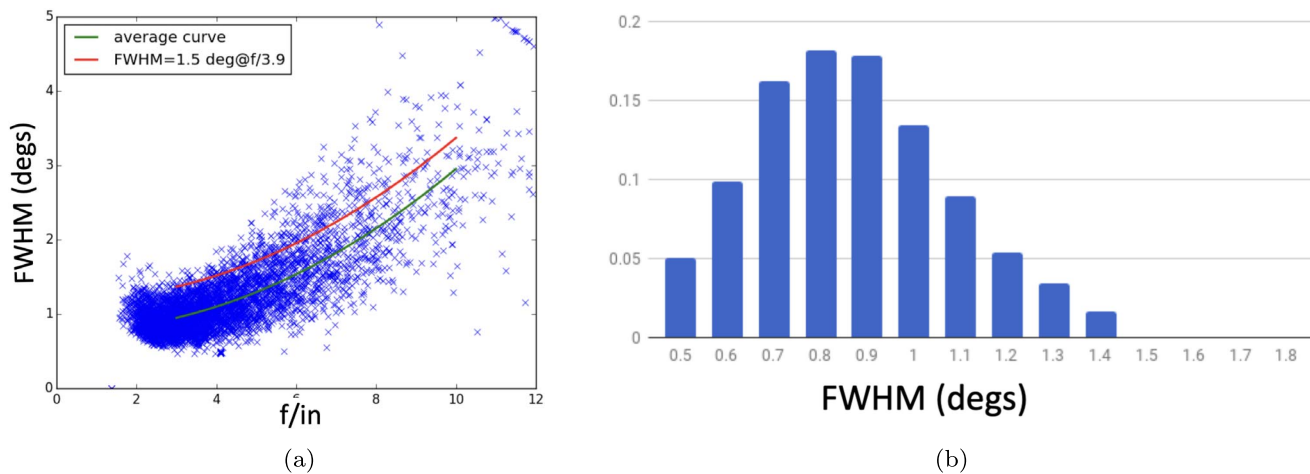 5
4
3
2
1
0
FWHM (degs)
average curve
FWHM=1.5 deg@f/3.9
0 2 4 6 8 10 12
f/in
(a)
0.2
0.15
0.1
0.05
0
0.5 0.6 0.7 0.8 0.9 1 1.1 1.2 1.3 1.4 1.5 1.6 1.7 1.8
FWHM (degs)
(b)